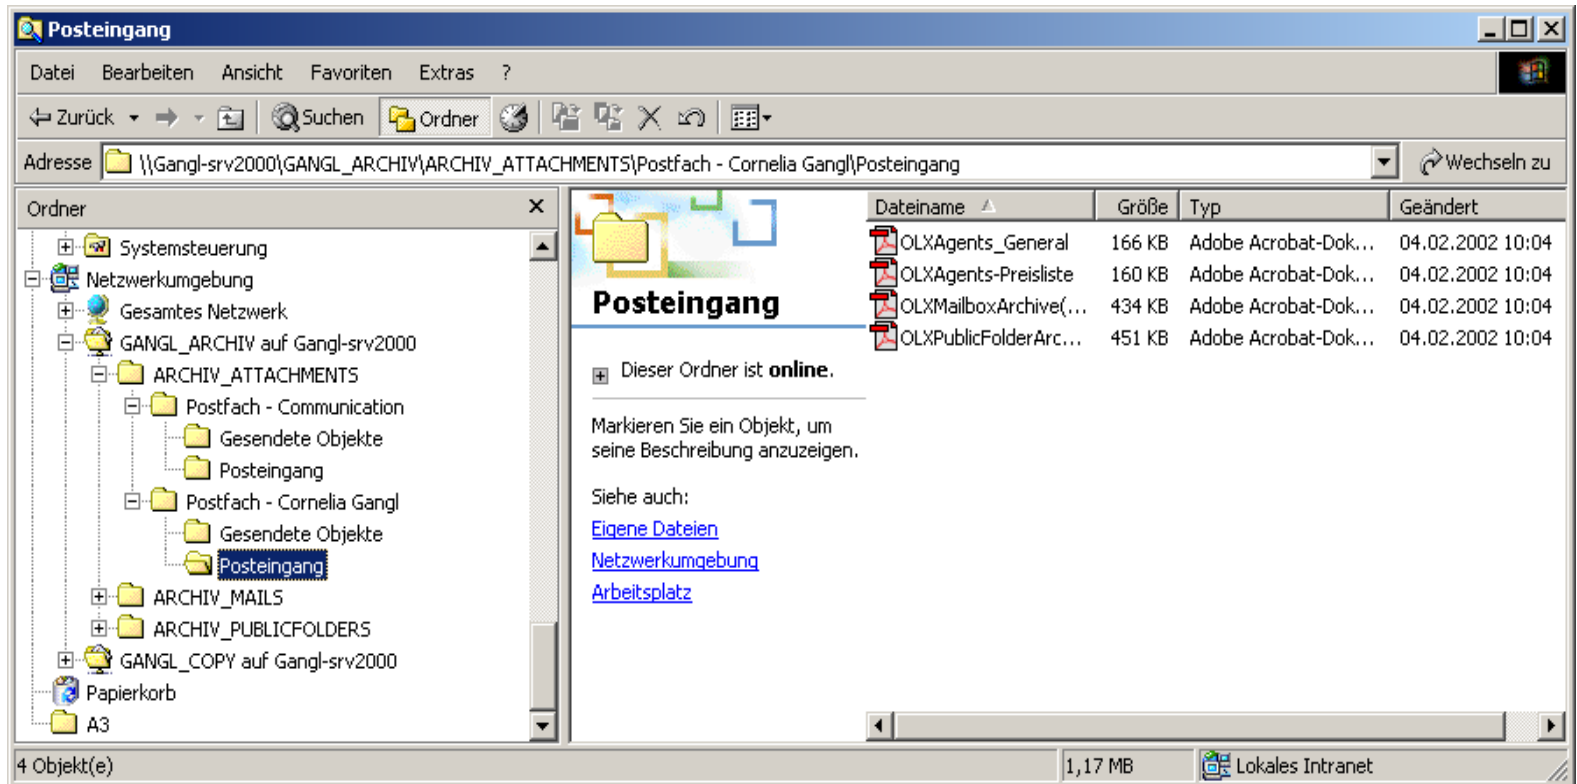 Posteingang
Datei Bearbeiten Ansicht Favoriten Extras ?
Zurück Suchen Ordner
Adresse \\Gangl-srv2000\GANGL_ARCHIV\ARCHIV_ATTACHMENTS\Postfach - Cornelia Gangl\Posteingang Wechseln zu
Ordner
Systemsteuerung
Netzwerkumgebung
Gesamtes Netzwerk
GANGL_ARCHIV auf Gangl-srv2000
ARCHIV_ATTACHMENTS
Postfach - Communication
Gesendete Objekte
Posteingang
Postfach - Cornelia Gangl
Gesendete Objekte
Posteingang
ARCHIV_MAILS
ARCHIV_PUBLICFOLDERS
GANGL_COPY auf Gangl-srv2000
Papierkorb
A3
Posteingang
Dieser Ordner ist online.
Markieren Sie ein Objekt, um
seine Beschreibung anzuzeigen.
Siehe auch:
Eigene Dateien
Netzwerkumgebung
Arbeitsplatz
Dateiname Größe Typ Geändert
OLXAgents_General 166 KB Adobe Acrobat-Dok... 04.02.2002 10:04
OLXAgents-Preisliste 160 KB Adobe Acrobat-Dok... 04.02.2002 10:04
OLXMailboxArchive(... 434 KB Adobe Acrobat-Dok... 04.02.2002 10:04
OLXPublicFolderArc... 451 KB Adobe Acrobat-Dok... 04.02.2002 10:04
4 Objekt(e) 1,17 MB Lokales Intranet